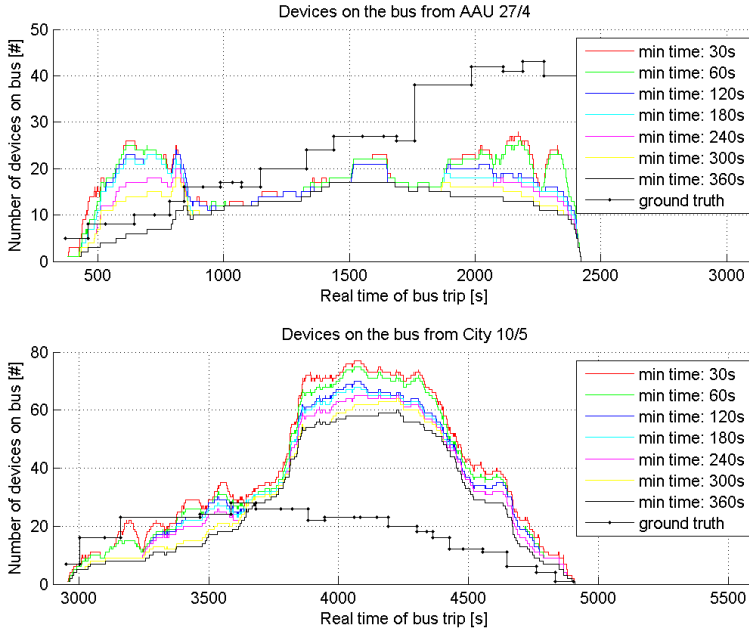 Devices on the bus from AAU 27/4
Number of devices on bus [#]
50
40
30
20
10
0
500
1000
1500
2000
2500
3000
Real time of bus trip [s]
min time: 30s
min time: 60s
min time: 120s
min time: 180s
min time: 240s
min time: 300s
min time: 360s
ground truth
Devices on the bus from City 10/5
Number of devices on bus [#]
80
60
40
20
0
3000
3500
4000
4500
5000
5500
Real time of bus trip [s]
min time: 30s
min time: 60s
min time: 120s
min time: 180s
min time: 240s
min time: 300s
min time: 360s
ground truth